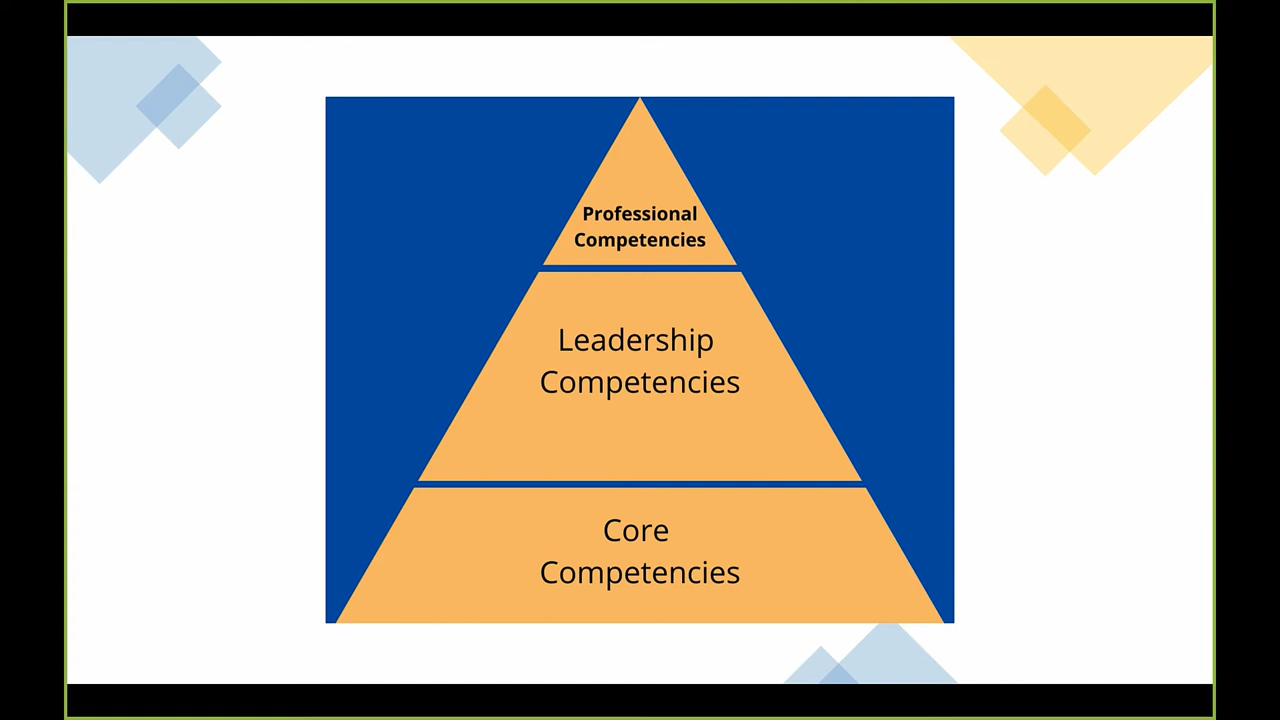 Professional
Competencies
Leadership
Competencies
Core
Competencies